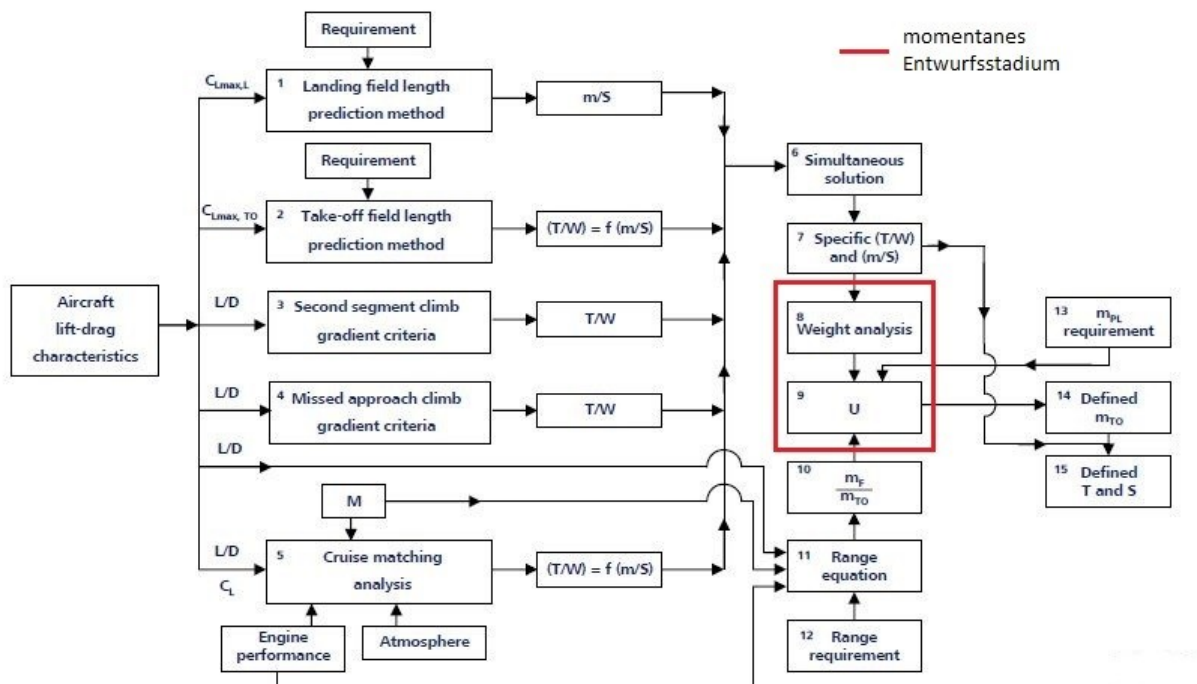 Requirement
momentanes
Entwurfsstadium
C_Lmax,L
1 Landing field length
prediction method
m/S
Requirement
C_Lmax, TO
2 Take-off field length
prediction method
(T/W) = f (m/S)
6 Simultaneous
solution
7 Specific (T/W)
and (m/S)
Aircraft
lift-drag
characteristics
L/D
3 Second segment climb
gradient criteria
T/W
8 Weight analysis
13 m_PL
requirement
L/D
4 Missed approach climb
gradient criteria
T/W
9 U
14 Defined
m_TO
L/D
10 m_F
m_TO
15 Defined
T and S
M
L/D
C_L
5 Cruise matching
analysis
(T/W) = f (m/S)
11 Range
equation
Engine
performance
Atmosphere
12 Range
requirement